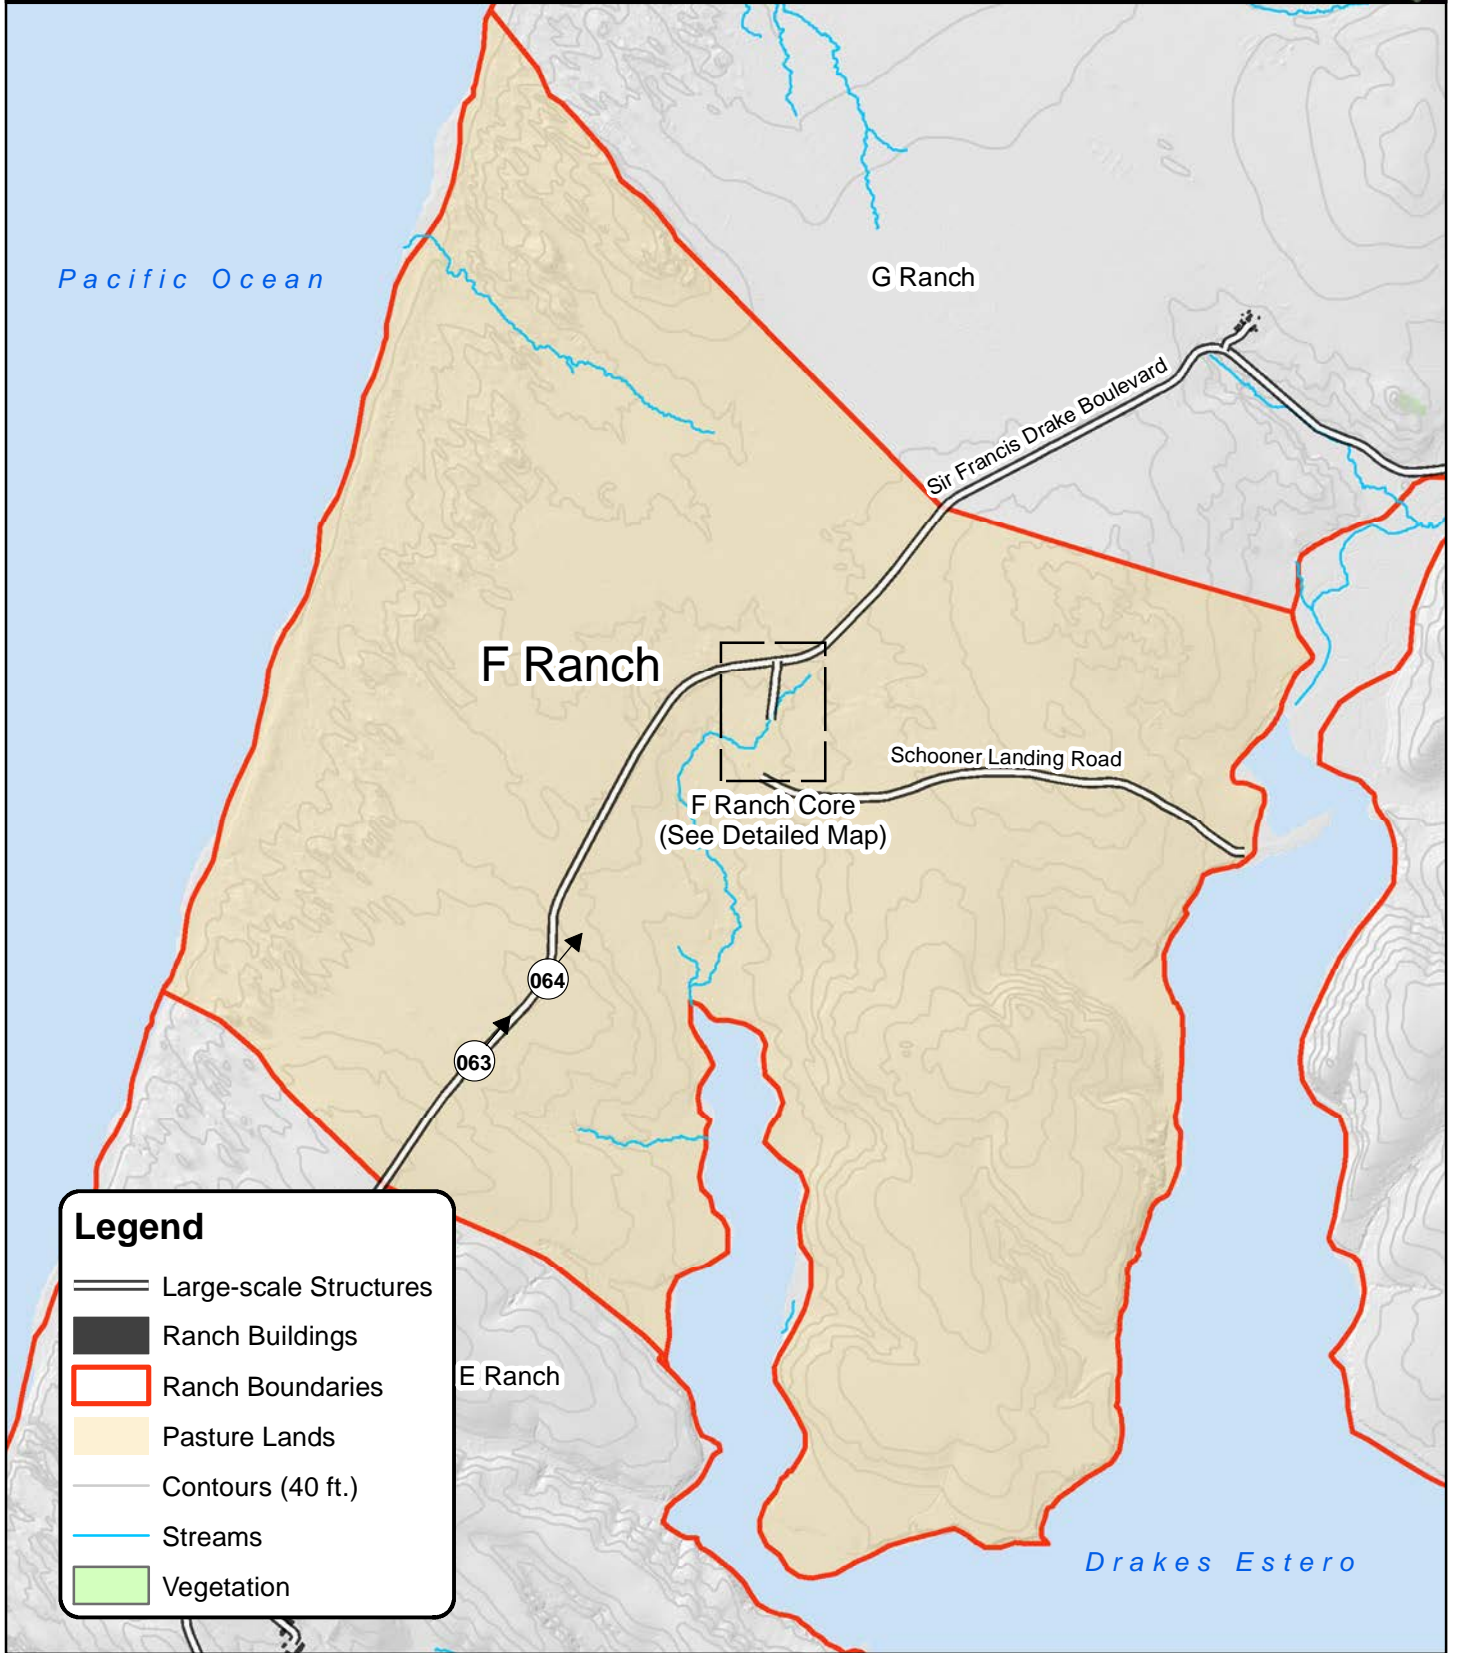 Pacific Ocean
G Ranch
Sir Francis Drake Boulevard
F Ranch
Schooner Landing Road
F Ranch Core
(See Detailed Map)
064
063
Legend
Large-scale Structures
Ranch Buildings
Ranch Boundaries
Pasture Lands
Contours (40 ft.)
Streams
Vegetation
E Ranch
Drakes Estero